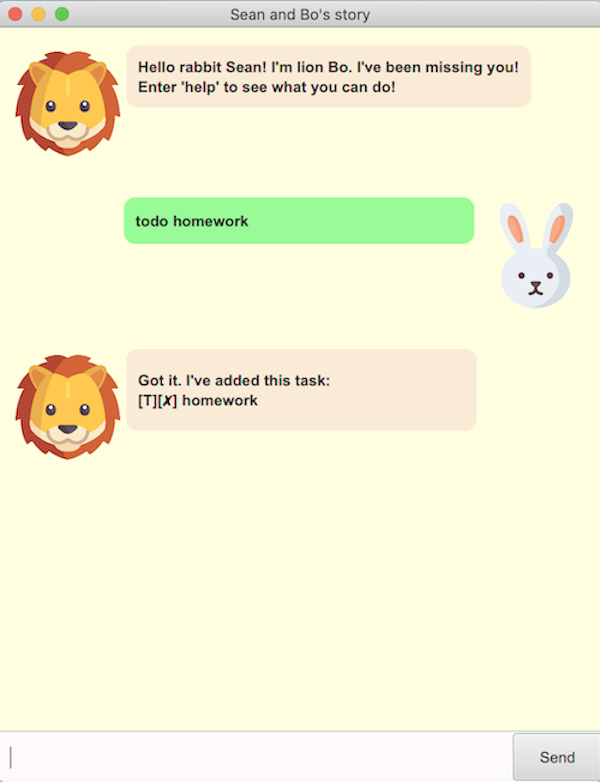 Sean and Bo's story
Hello rabbit Sean! I'm lion Bo. I've been missing you!
Enter 'help' to see what you can do!
todo homework
Got it. I've added this task:
[T][✘] homework
Send